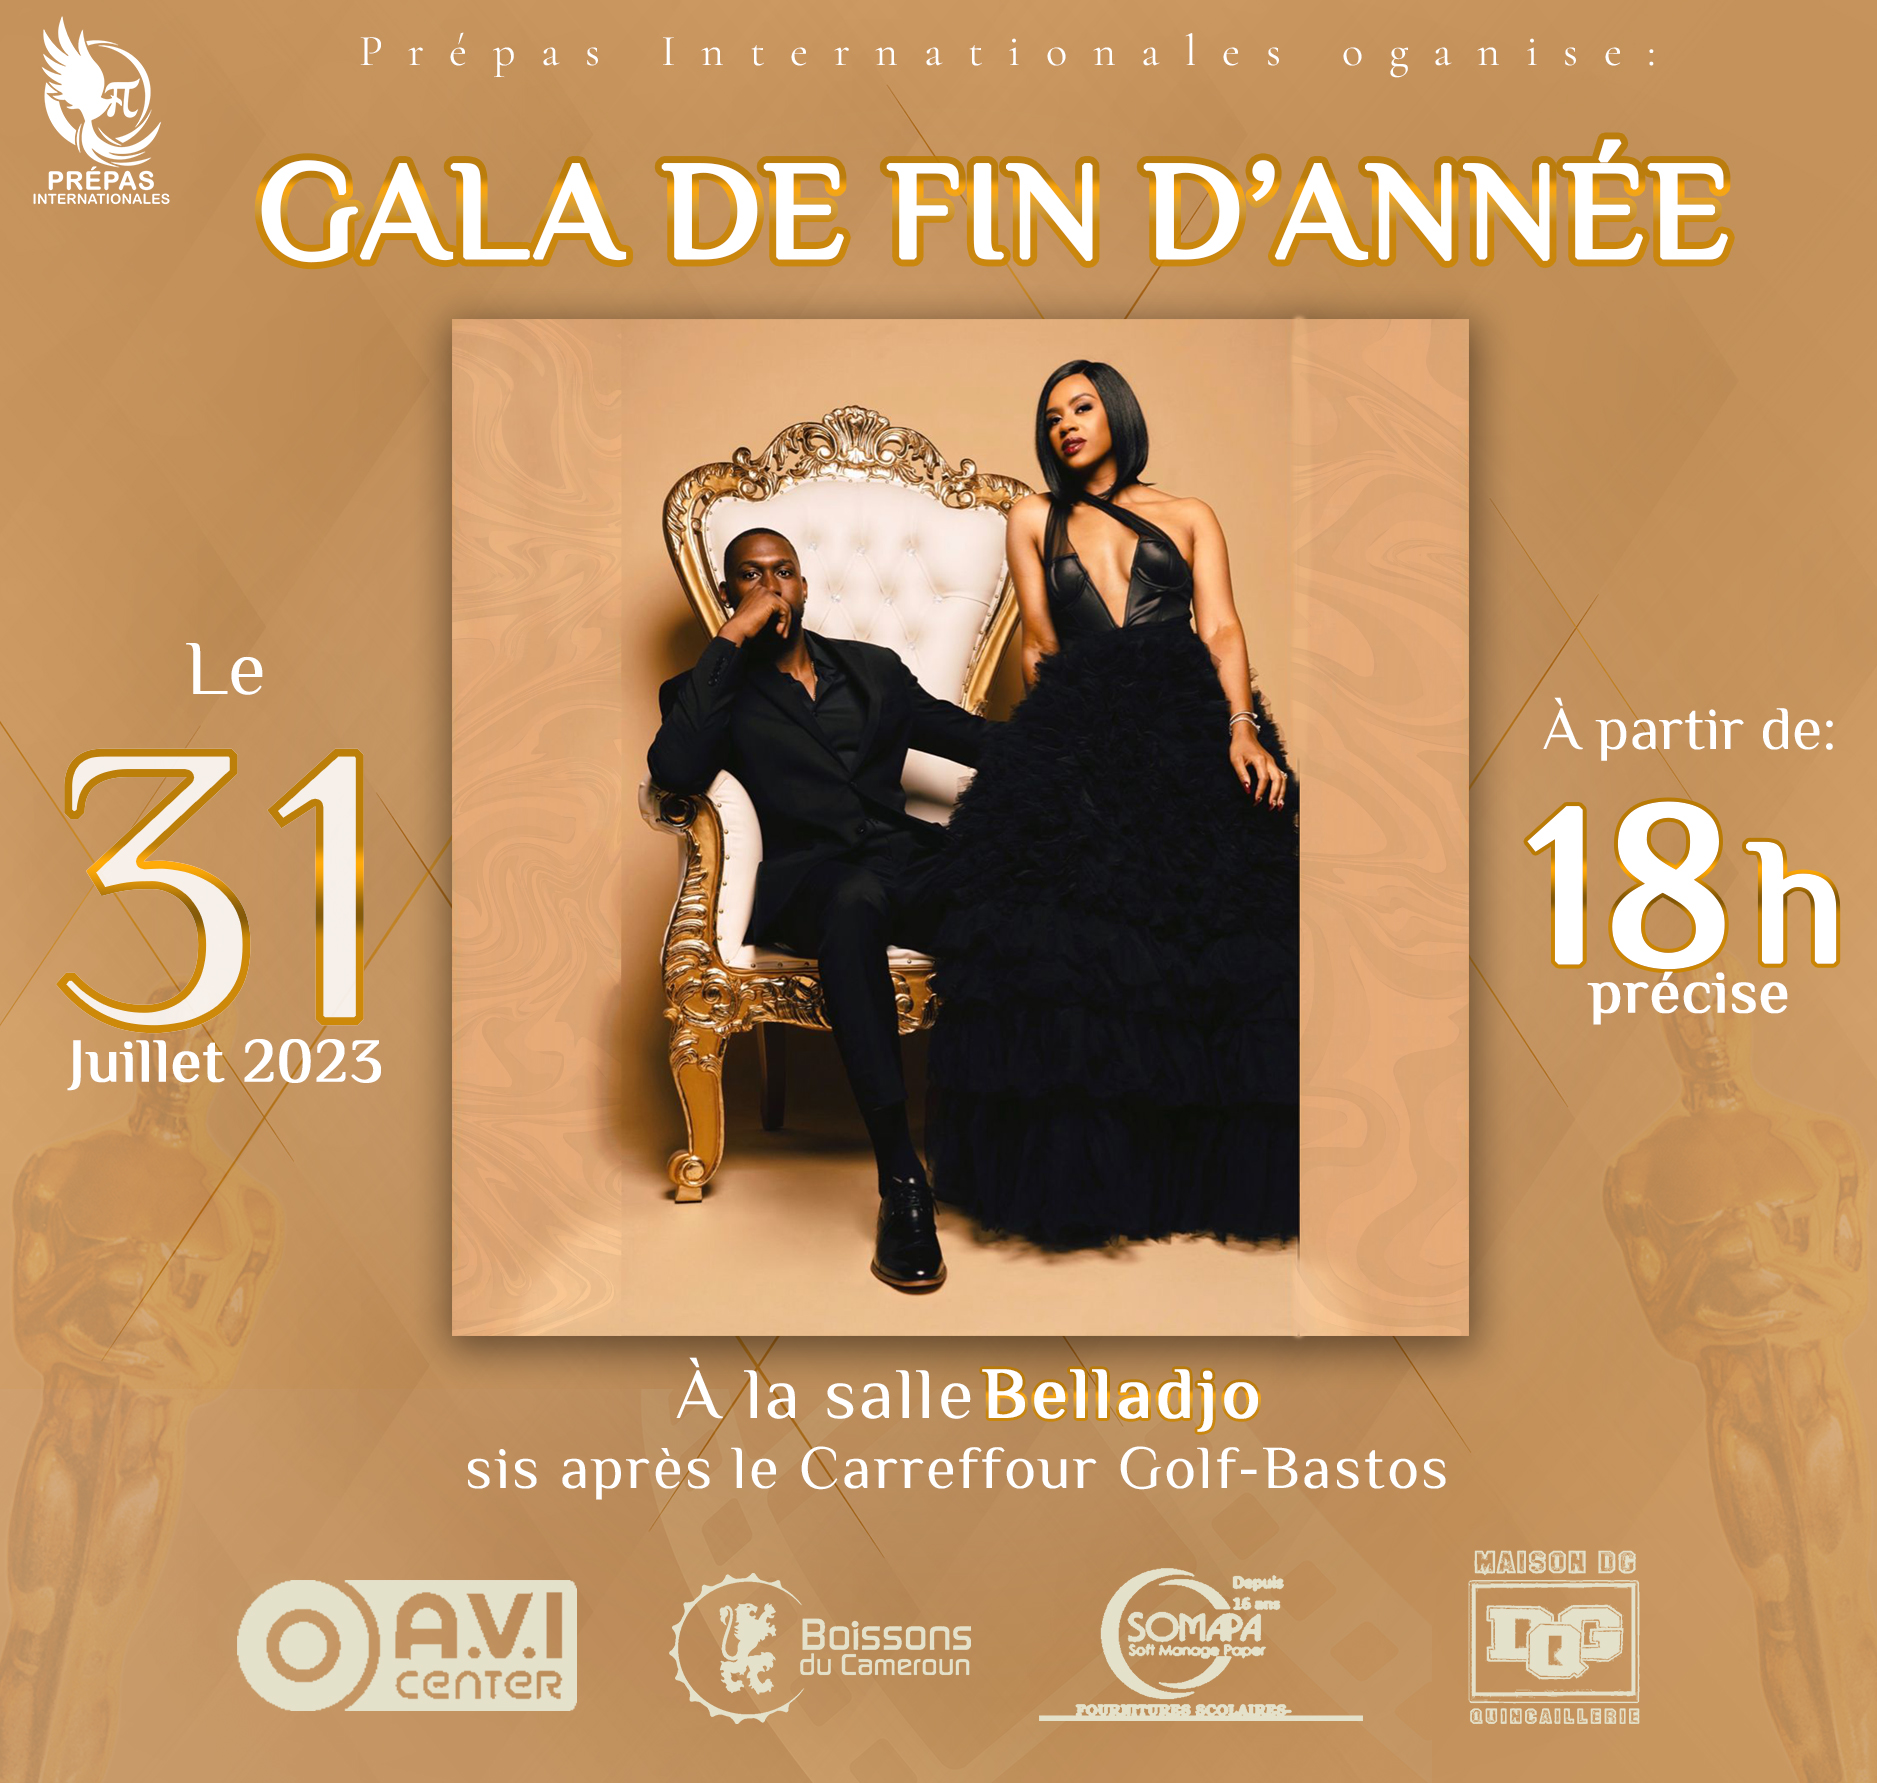 Prépas Internationales oganise:
PRÉPAS
INTERNATIONALES
GALA DE FIN D'ANNÉE
Le
31
Juillet 2023
À partir de:
18h
précise
À la salle Belladjo
sis après le Carreffour Golf-Bastos
A.V.I
CENTER
Boissons
du Cameroun
Depuis
16 ans
SOMAPA
Soft Manage Paper
FOURNITURES SCOLAIRES-
MAISON DG
DQG
QUINCAILLERIE